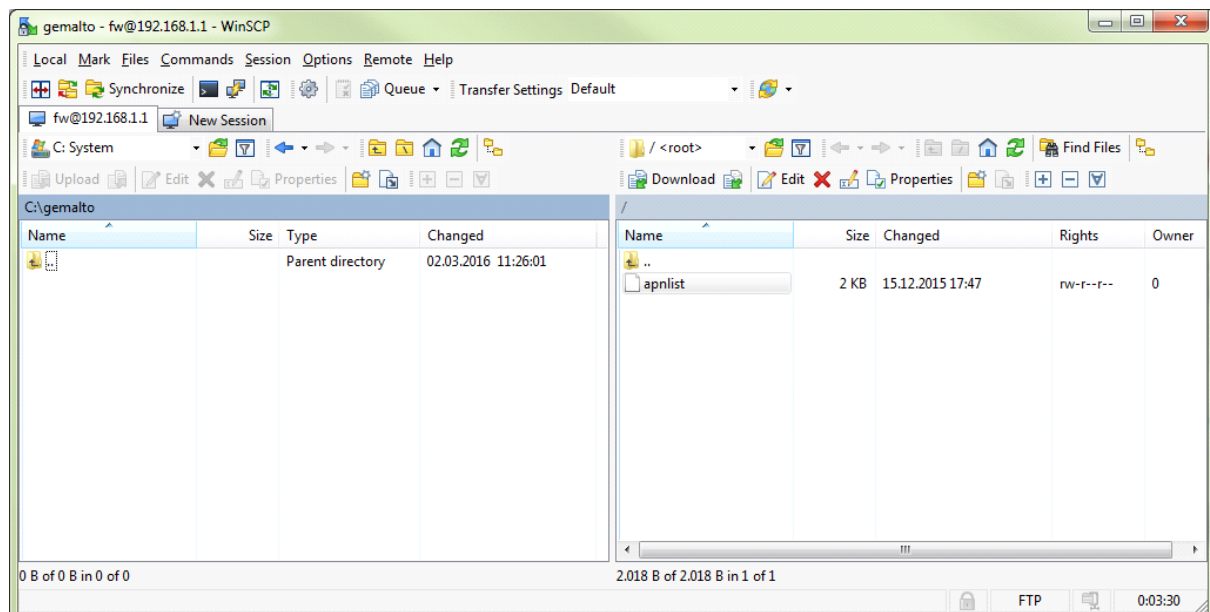 gemalto - fw@192.168.1.1 - WinSCP
Local Mark Files Commands Session Options Remote Help
Synchronize Queue Transfer Settings Default
fw@192.168.1.1 New Session
C: System / <root> Find Files
Upload Edit Properties Download Edit Properties
C:\gemalto /
Name Size Type Changed Name Size Changed Rights Owner
.. Parent directory 02.03.2016 11:26:01 ..
apnlist 2 KB 15.12.2015 17:47 rw-r--r-- 0
0 B of 0 B in 0 of 0 2.018 B of 2.018 B in 1 of 1
FTP 0:03:30